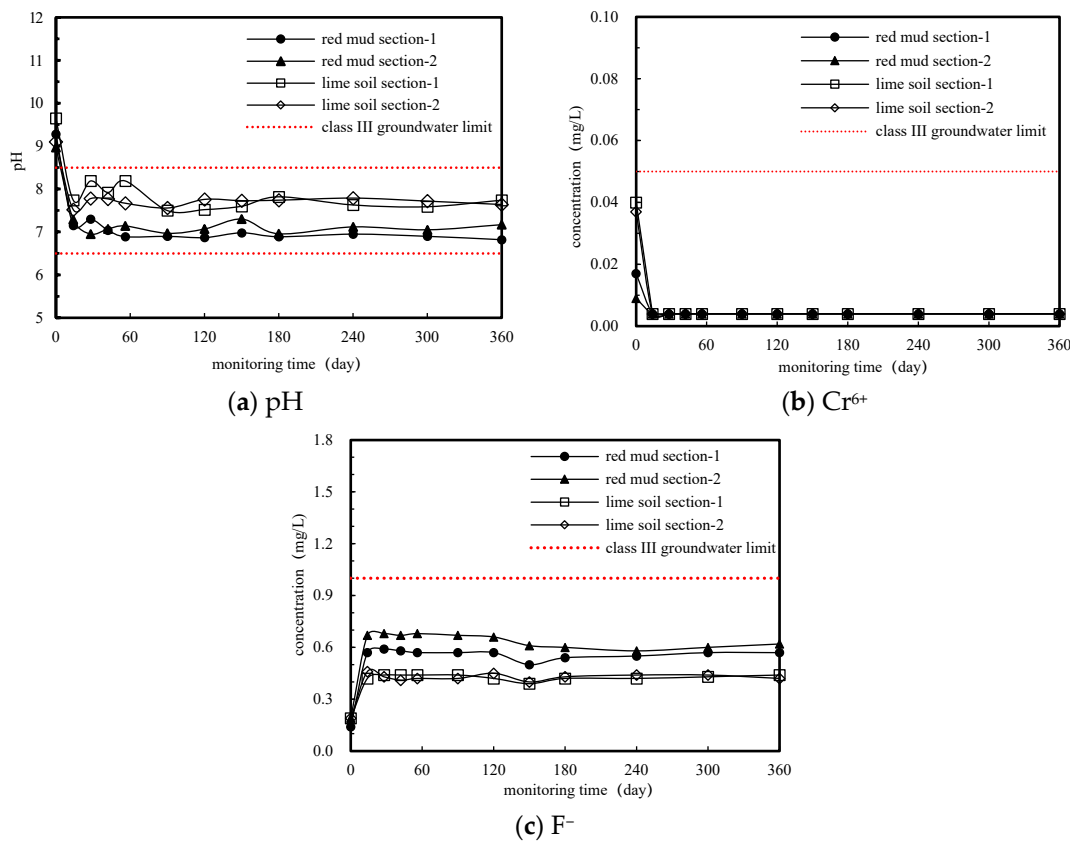 12
11
10
9
8
7
6
5
pH
0 60 120 180 240 300 360
monitoring time (day)
red mud section-1
red mud section-2
lime soil section-1
lime soil section-2
class III groundwater limit
(a) pH
0.10
0.08
0.06
0.04
0.02
0.00
concentration (mg/L)
0 60 120 180 240 300 360
monitoring time (day)
red mud section-1
red mud section-2
lime soil section-1
lime soil section-2
class III groundwater limit
(b) Cr⁶⁺
1.8
1.5
1.2
0.9
0.6
0.3
0.0
concentration (mg/L)
0 60 120 180 240 300 360
monitoring time (day)
red mud section-1
red mud section-2
lime soil section-1
lime soil section-2
class III groundwater limit
(c) F⁻